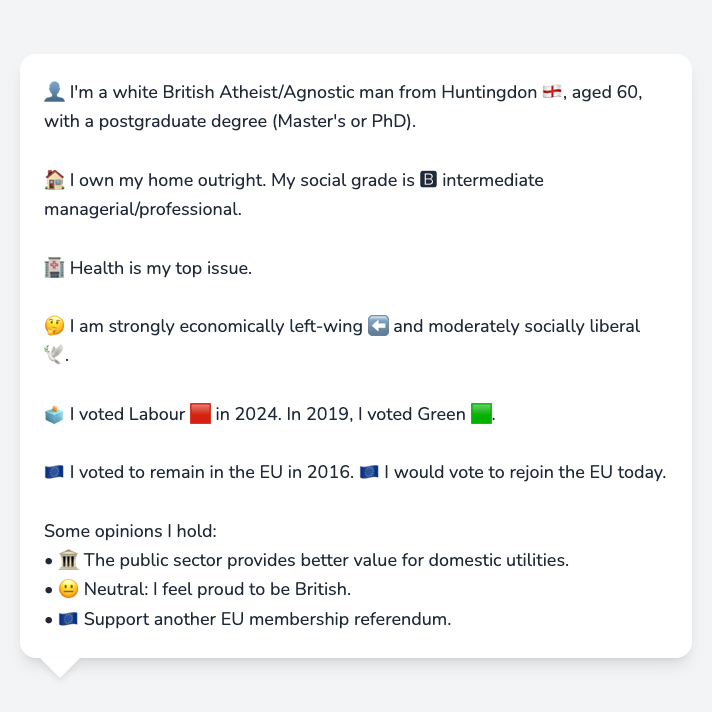 👤 I'm a white British Atheist/Agnostic man from Huntingdon 🏴󠁧󠁢󠁥󠁮󠁧󠁿, aged 60,
with a postgraduate degree (Master's or PhD).
🏠 I own my home outright. My social grade is 🅱 intermediate
managerial/professional.
🏥 Health is my top issue.
🤔 I am strongly economically left-wing ⬅️ and moderately socially liberal
🕊️.
🗳️ I voted Labour 🟥 in 2024. In 2019, I voted Green 🟩.
🇪🇺 I voted to remain in the EU in 2016. 🇪🇺 I would vote to rejoin the EU today.
Some opinions I hold:
• 🏛️ The public sector provides better value for domestic utilities.
• 😐 Neutral: I feel proud to be British.
• 🇪🇺 Support another EU membership referendum.